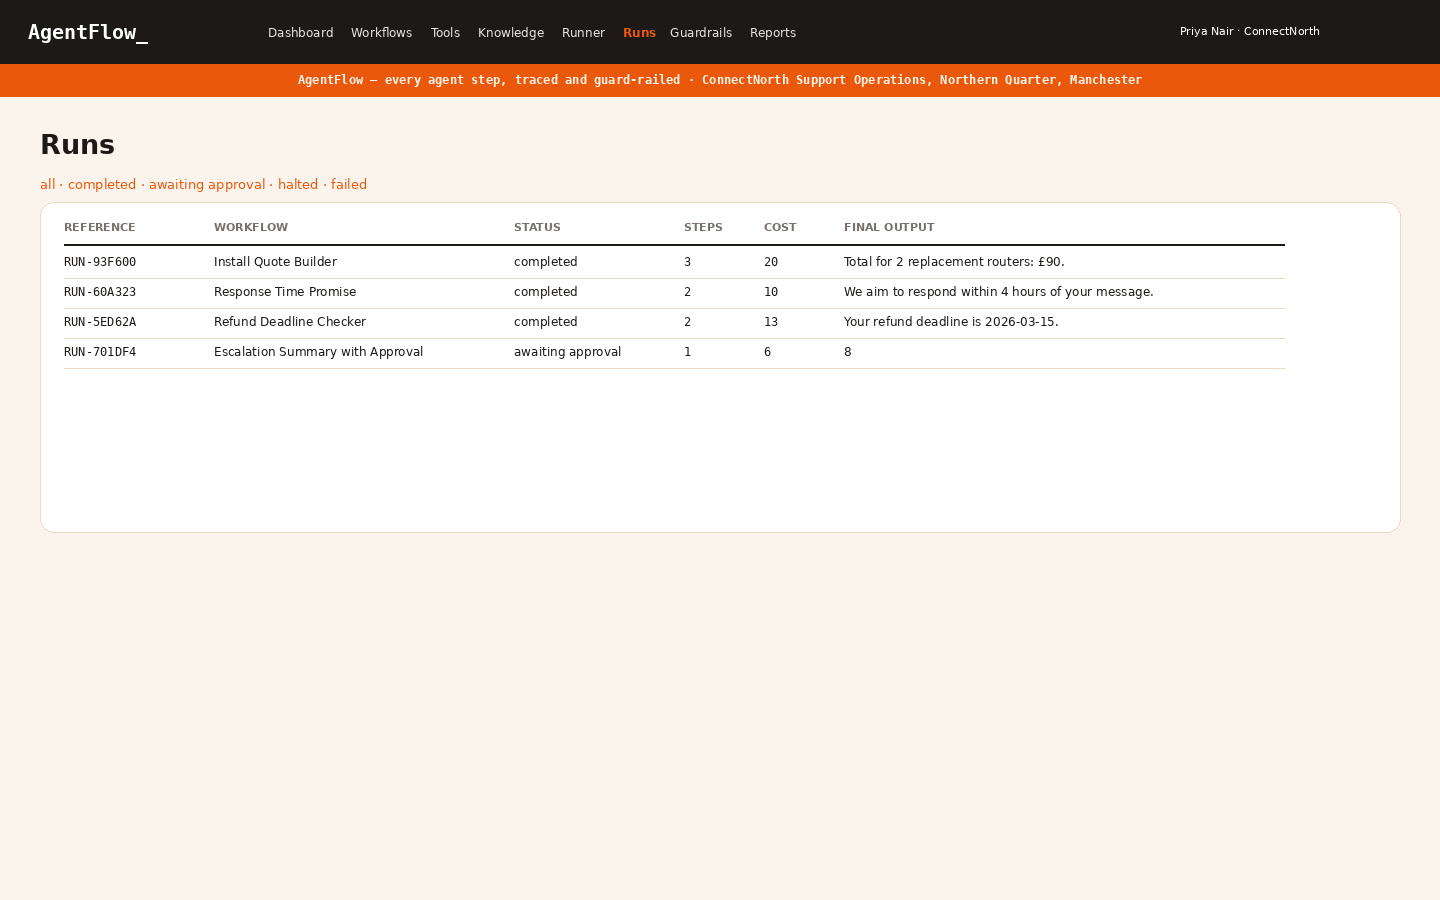 AgentFlow_ Dashboard Workflows Tools Knowledge Runner Runs Guardrails Reports Priya Nair · ConnectNorth
AgentFlow — every agent step, traced and guard-railed · ConnectNorth Support Operations, Northern Quarter, Manchester
Runs
all · completed · awaiting approval · halted · failed
REFERENCE WORKFLOW STATUS STEPS COST FINAL OUTPUT
RUN-93F600 Install Quote Builder completed 3 20 Total for 2 replacement routers: £90.
RUN-60A323 Response Time Promise completed 2 10 We aim to respond within 4 hours of your message.
RUN-5ED62A Refund Deadline Checker completed 2 13 Your refund deadline is 2026-03-15.
RUN-701DF4 Escalation Summary with Approval awaiting approval 1 6 8